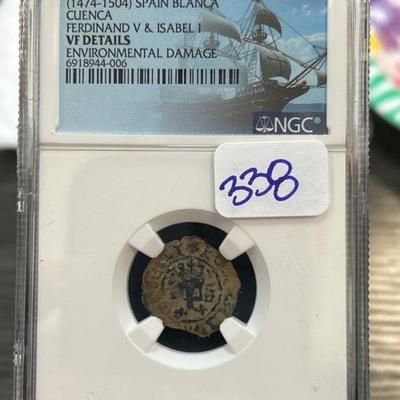 (1474-1504) SPAIN BLANCA
CUENCA
FERDINAND V & ISABEL I
VF DETAILS
ENVIRONMENTAL DAMAGE
6918944-006
NGC®
338